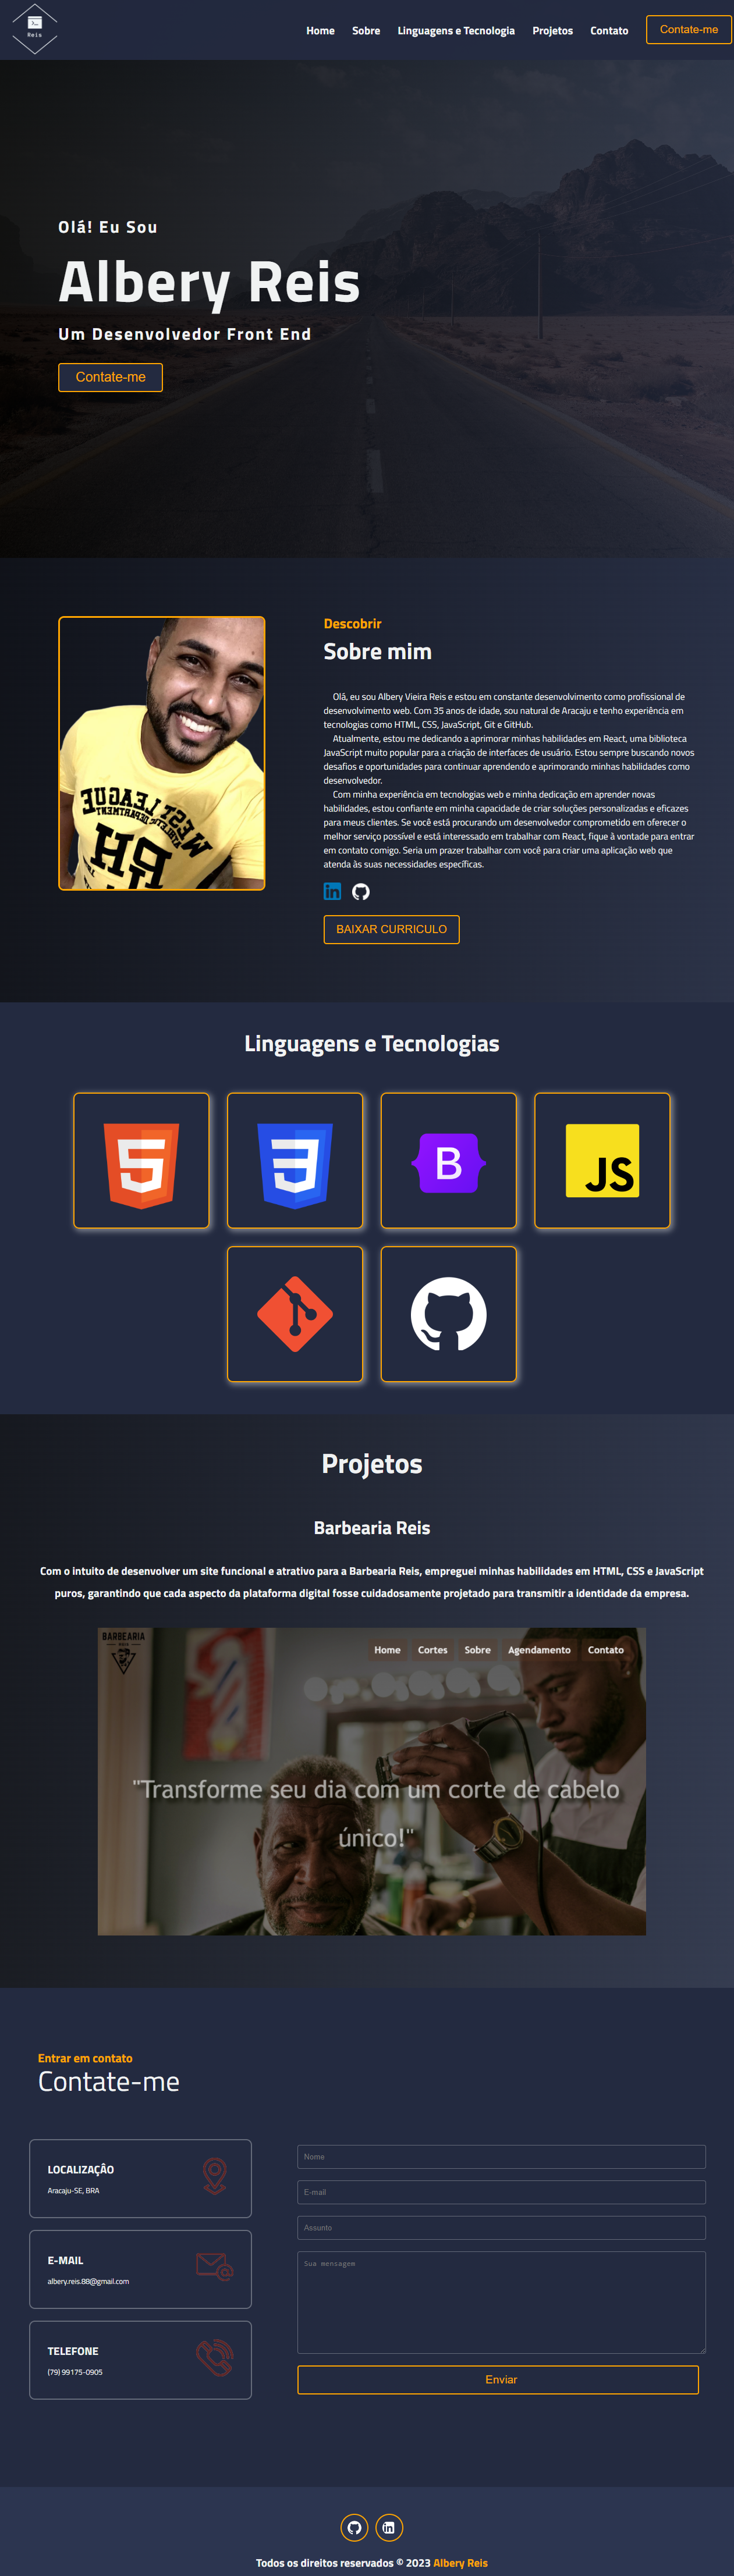 Reis
Home Sobre Linguagens e Tecnologia Projetos Contato Contate-me
Olá! Eu Sou
Albery Reis
Um Desenvolvedor Front End
Contate-me
Descobrir
Sobre mim
Olá, eu sou Albery Vieira Reis e estou em constante desenvolvimento como profissional de
desenvolvimento web. Com 35 anos de idade, sou natural de Aracaju e tenho experiência em
tecnologias como HTML, CSS, JavaScript, Git e GitHub.
Atualmente, estou me dedicando a aprimorar minhas habilidades em React, uma biblioteca
JavaScript muito popular para a criação de interfaces de usuário. Estou sempre buscando novos
desafios e oportunidades para continuar aprendendo e aprimorando minhas habilidades como
desenvolvedor.
Com minha experiência em tecnologias web e minha dedicação em aprender novas
habilidades, estou confiante em minha capacidade de criar soluções personalizadas e eficazes
para meus clientes. Se você está procurando um desenvolvedor comprometido em oferecer o
melhor serviço possível e está interessado em trabalhar com React, fique à vontade para entrar
em contato comigo. Seria um prazer trabalhar com você para criar uma aplicação web que
atenda às suas necessidades específicas.
WEST LEAGUE
ATHLETIC DEPARTMENT
BH
in
BAIXAR CURRICULO
Linguagens e Tecnologias
5 3 B JS
Projetos
Barbearia Reis
Com o intuito de desenvolver um site funcional e atrativo para a Barbearia Reis, empreguei minhas habilidades em HTML, CSS e JavaScript
puros, garantindo que cada aspecto da plataforma digital fosse cuidadosamente projetado para transmitir a identidade da empresa.
BARBEARIA
REIS
Home Cortes Sobre Agendamento Contato
"Transforme seu dia com um corte de cabelo
único!"
Entrar em contato
Contate-me
LOCALIZAÇÂO
Aracaju-SE, BRA
E-MAIL
albery.reis.88@gmail.com
TELEFONE
(79) 99175-0905
Nome
E-mail
Assunto
Sua mensagem
Enviar
in
Todos os direitos reservados © 2023 Albery Reis